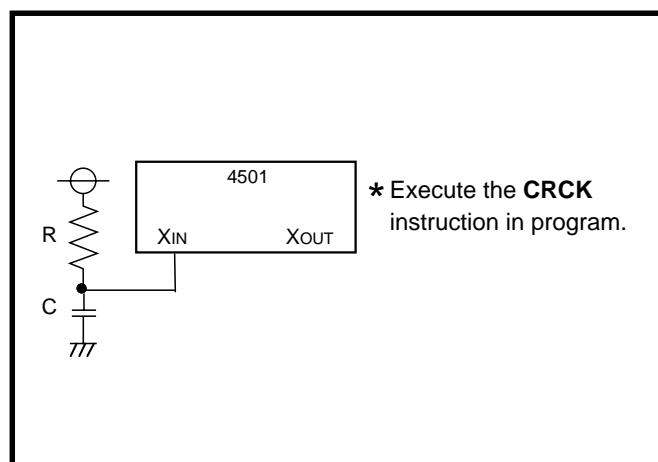 4501
* Execute the CRCK
instruction in program.
R
XIN XOUT
C